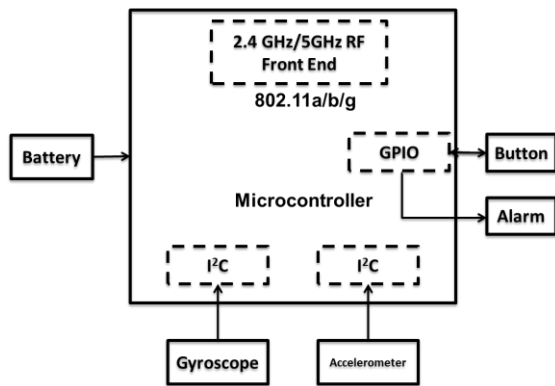 2.4 GHz/5GHz RF
Front End
802.11a/b/g
Battery
GPIO
Button
Microcontroller
Alarm
I²C
I²C
Gyroscope
Accelerometer